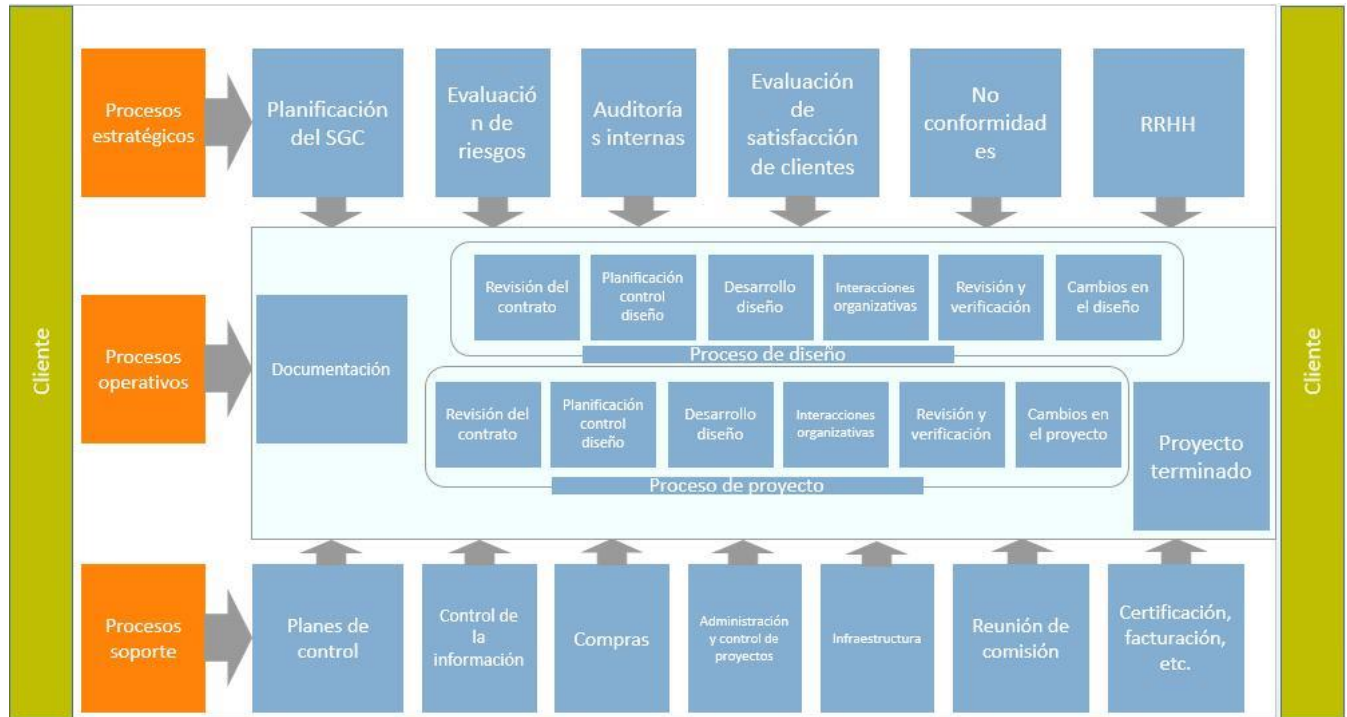 Cliente
Procesos
estratégicos
Planificación
del SGC
Evaluació
n de
riesgos
Auditoría
s internas
Evaluación
de
satisfacción
de clientes
No
conformidad
es
RRHH
Procesos
operativos
Documentación
Revisión del
contrato
Planificación
control
diseño
Desarrollo
diseño
Interacciones
organizativas
Revisión y
verificación
Cambios en
el diseño
Proceso de diseño
Revisión del
contrato
Planificación
control
diseño
Desarrollo
diseño
Interacciones
organizativas
Revisión y
verificación
Cambios en
el proyecto
Proceso de proyecto
Proyecto
terminado
Procesos
soporte
Planes de
control
Control de
la
información
Compras
Administración
y control de
proyectos
Infraestructura
Reunión de
comisión
Certificación,
facturación,
etc.
Cliente